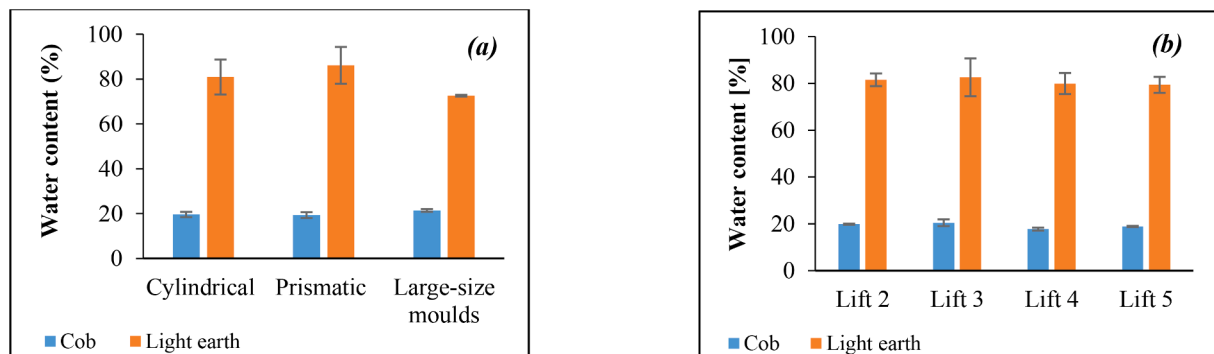 (a)
Water content (%)
100
80
60
40
20
0
Cylindrical
Prismatic
Large-size
moulds
Cob
Light earth
(b)
Water content [%]
100
80
60
40
20
0
Lift 2
Lift 3
Lift 4
Lift 5
Cob
Light earth